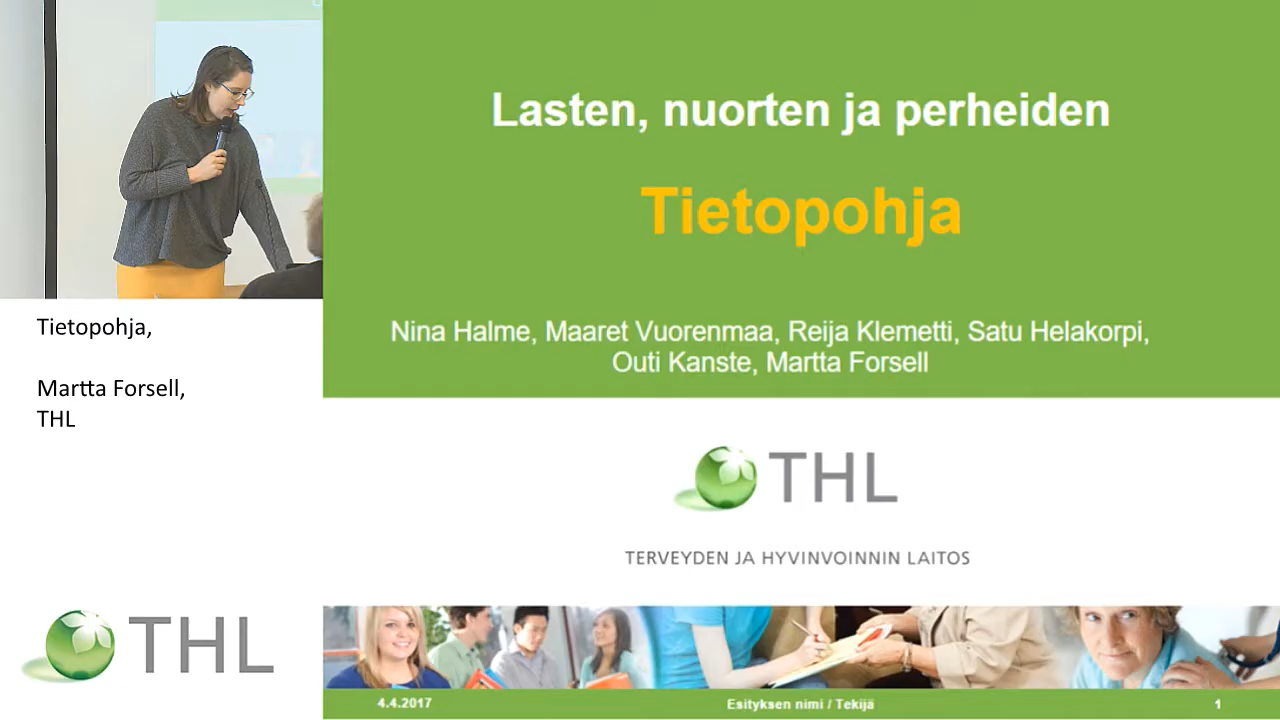 Tietopohja,
Martta Forsell,
THL
THL
Lasten, nuorten ja perheiden
Tietopohja
Nina Halme, Maaret Vuorenmaa, Reija Klemetti, Satu Helakorpi,
Outi Kanste, Martta Forsell
THL
TERVEYDEN JA HYVINVOINNIN LAITOS
4.4.2017
Esityksen nimi / Tekijä
1